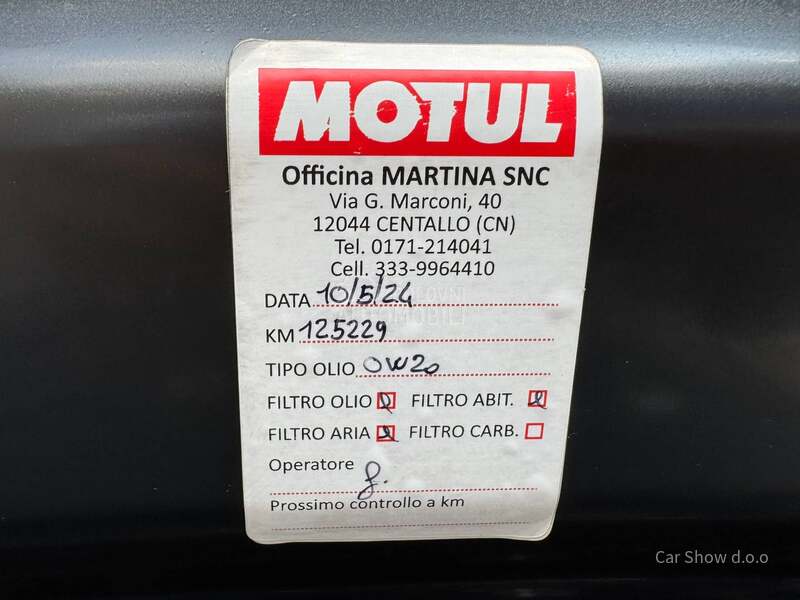 MOTUL
Officina MARTINA SNC
Via G. Marconi, 40
12044 CENTALLO (CN)
Tel. 0171-214041
Cell. 333-9964410
DATA 10/5/24
KM 125229
TIPO OLIO 0W20
FILTRO OLIO FILTRO ABIT.
FILTRO ARIA FILTRO CARB.
Operatore
Prossimo controllo a km
Car Show d.o.o